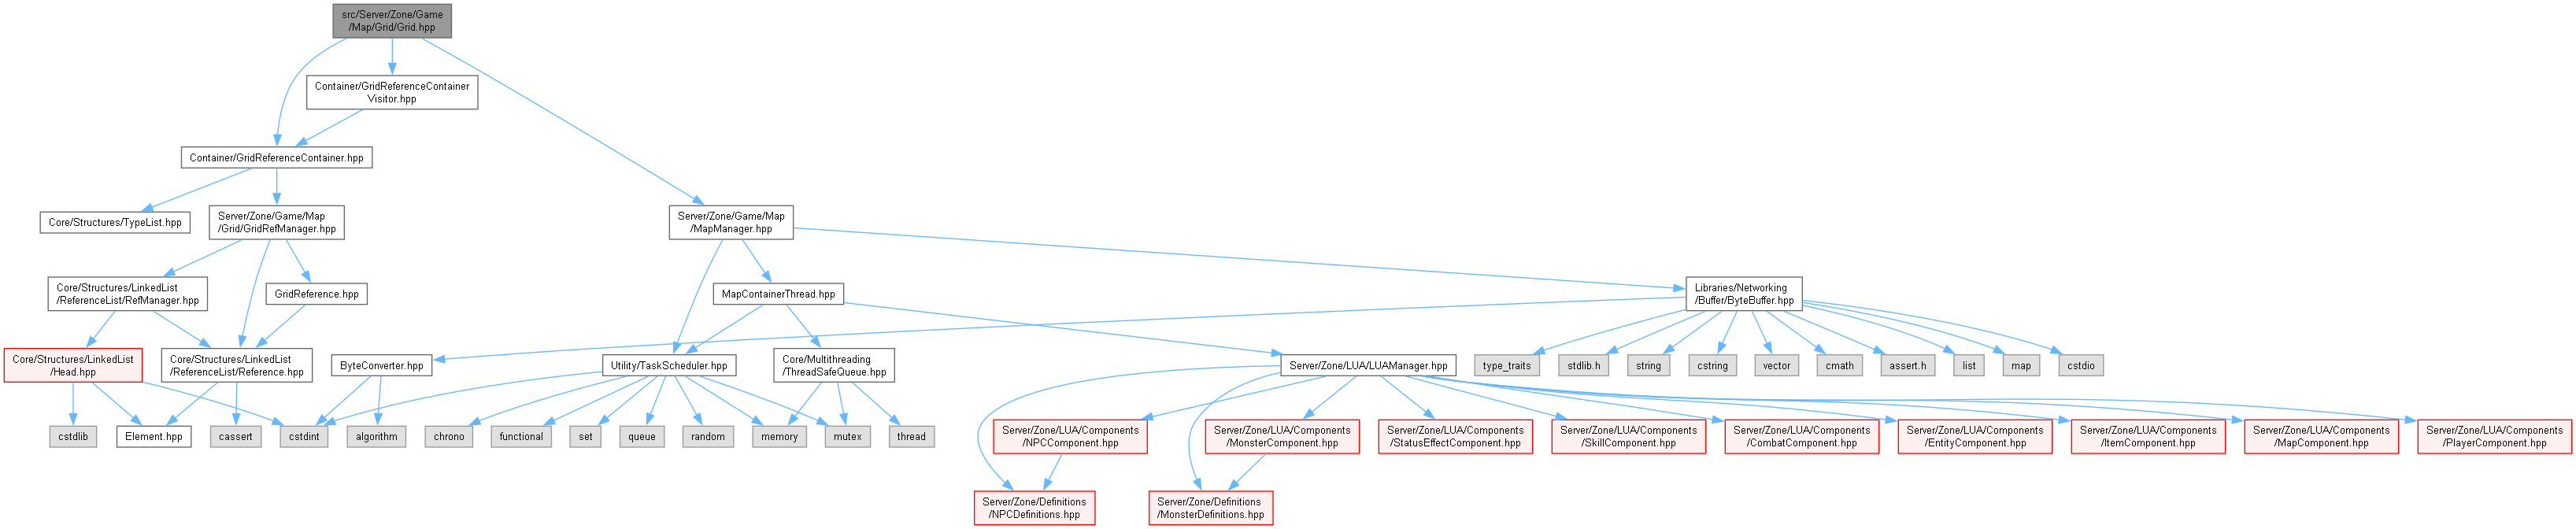 src/Server/Zone/Game
/Map/Grid/Grid.hpp
Container/GridReferenceContainer
Visitor.hpp
Container/GridReferenceContainer.hpp
Core/Structures/TypeList.hpp
Server/Zone/Game/Map
/Grid/GridRefManager.hpp
Server/Zone/Game/Map
/MapManager.hpp
Core/Structures/LinkedList
/ReferenceList/RefManager.hpp
GridReference.hpp
MapContainerThread.hpp
Libraries/Networking
/Buffer/ByteBuffer.hpp
Core/Structures/LinkedList
/Head.hpp
Core/Structures/LinkedList
/ReferenceList/Reference.hpp
ByteConverter.hpp
Utility/TaskScheduler.hpp
Core/Multithreading
/ThreadSafeQueue.hpp
Server/Zone/LUA/LUAManager.hpp
type_traits
stdlib.h
string
cstring
vector
cmath
assert.h
list
map
cstdio
cstdlib
Element.hpp
cassert
cstdint
algorithm
chrono
functional
set
queue
random
memory
mutex
thread
Server/Zone/LUA/Components
/NPCComponent.hpp
Server/Zone/LUA/Components
/MonsterComponent.hpp
Server/Zone/LUA/Components
/StatusEffectComponent.hpp
Server/Zone/LUA/Components
/SkillComponent.hpp
Server/Zone/LUA/Components
/CombatComponent.hpp
Server/Zone/LUA/Components
/EntityComponent.hpp
Server/Zone/LUA/Components
/ItemComponent.hpp
Server/Zone/LUA/Components
/MapComponent.hpp
Server/Zone/LUA/Components
/PlayerComponent.hpp
Server/Zone/Definitions
/NPCDefinitions.hpp
Server/Zone/Definitions
/MonsterDefinitions.hpp